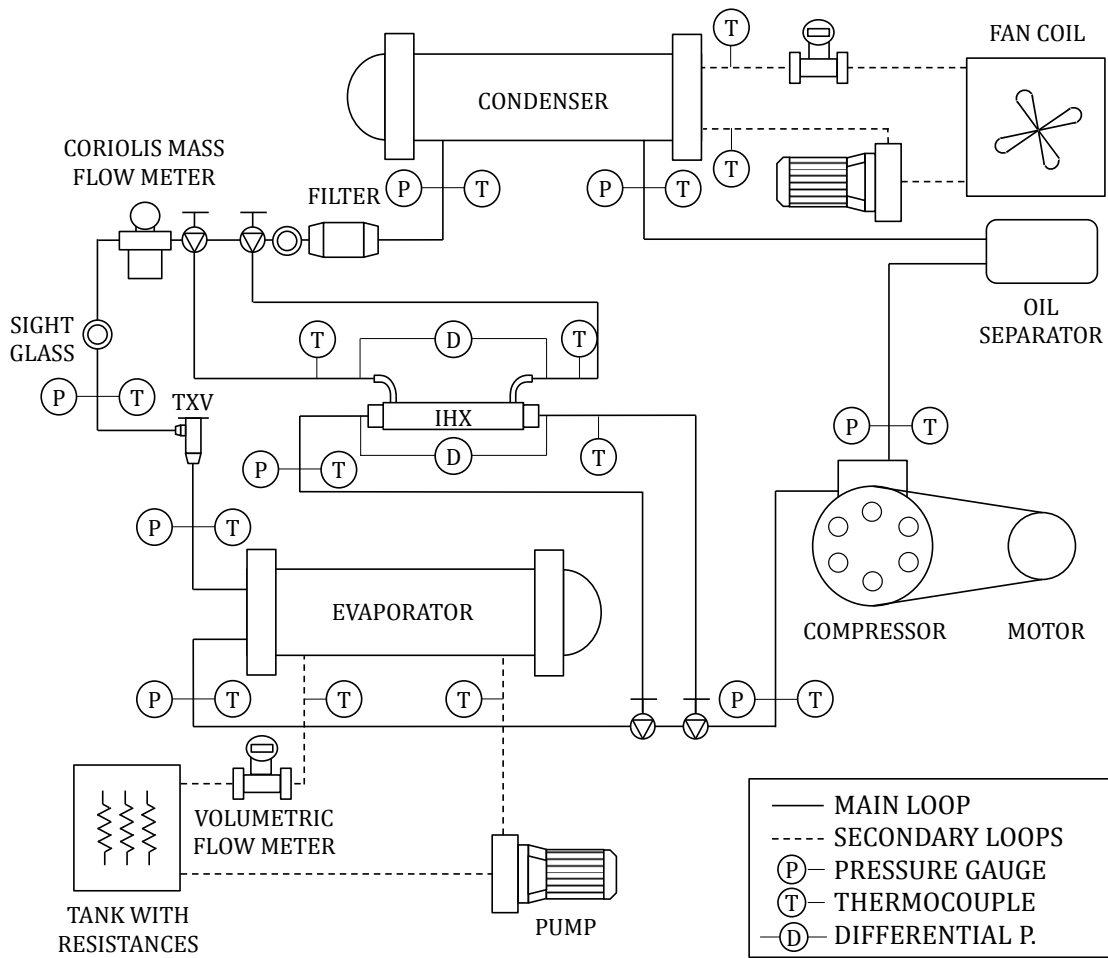 T
FAN COIL
CONDENSER
T
CORIOLIS MASS
FLOW METER
FILTER
P
T
P
T
OIL
SEPARATOR
SIGHT
GLASS
T
D
T
P
T
TXV
IHX
P
T
D
T
P
T
P
T
EVAPORATOR
COMPRESSOR
MOTOR
P
T
T
T
P
T
VOLUMETRIC
FLOW METER
TANK WITH
RESISTANCES
PUMP
MAIN LOOP
SECONDARY LOOPS
P PRESSURE GAUGE
T THERMOCOUPLE
D DIFFERENTIAL P.